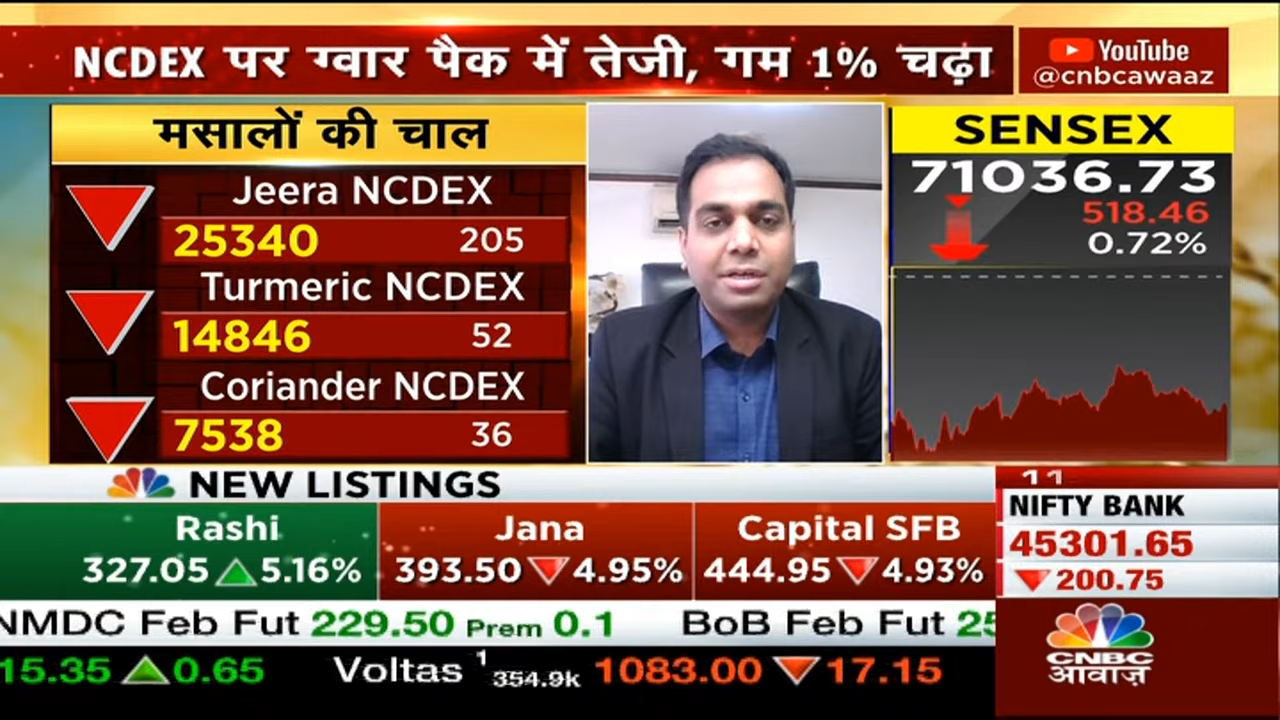 NCDEX पर ग्वार पैक में तेजी, गम 1% चढ़ा
YouTube
@cnbcawaaz
मसालों की चाल
Jeera NCDEX
25340 205
Turmeric NCDEX
14846 52
Coriander NCDEX
7538 36
SENSEX
71036.73
518.46
0.72%
NEW LISTINGS
Rashi
327.05 5.16%
Jana
393.50 4.95%
Capital SFB
444.95 4.93%
NIFTY BANK
45301.65
200.75
NMDC Feb Fut 229.50 Prem 0.1 BoB Feb Fut 25
15.35 0.65 Voltas 354.9k 1083.00 17.15
CNBC
आवाज़